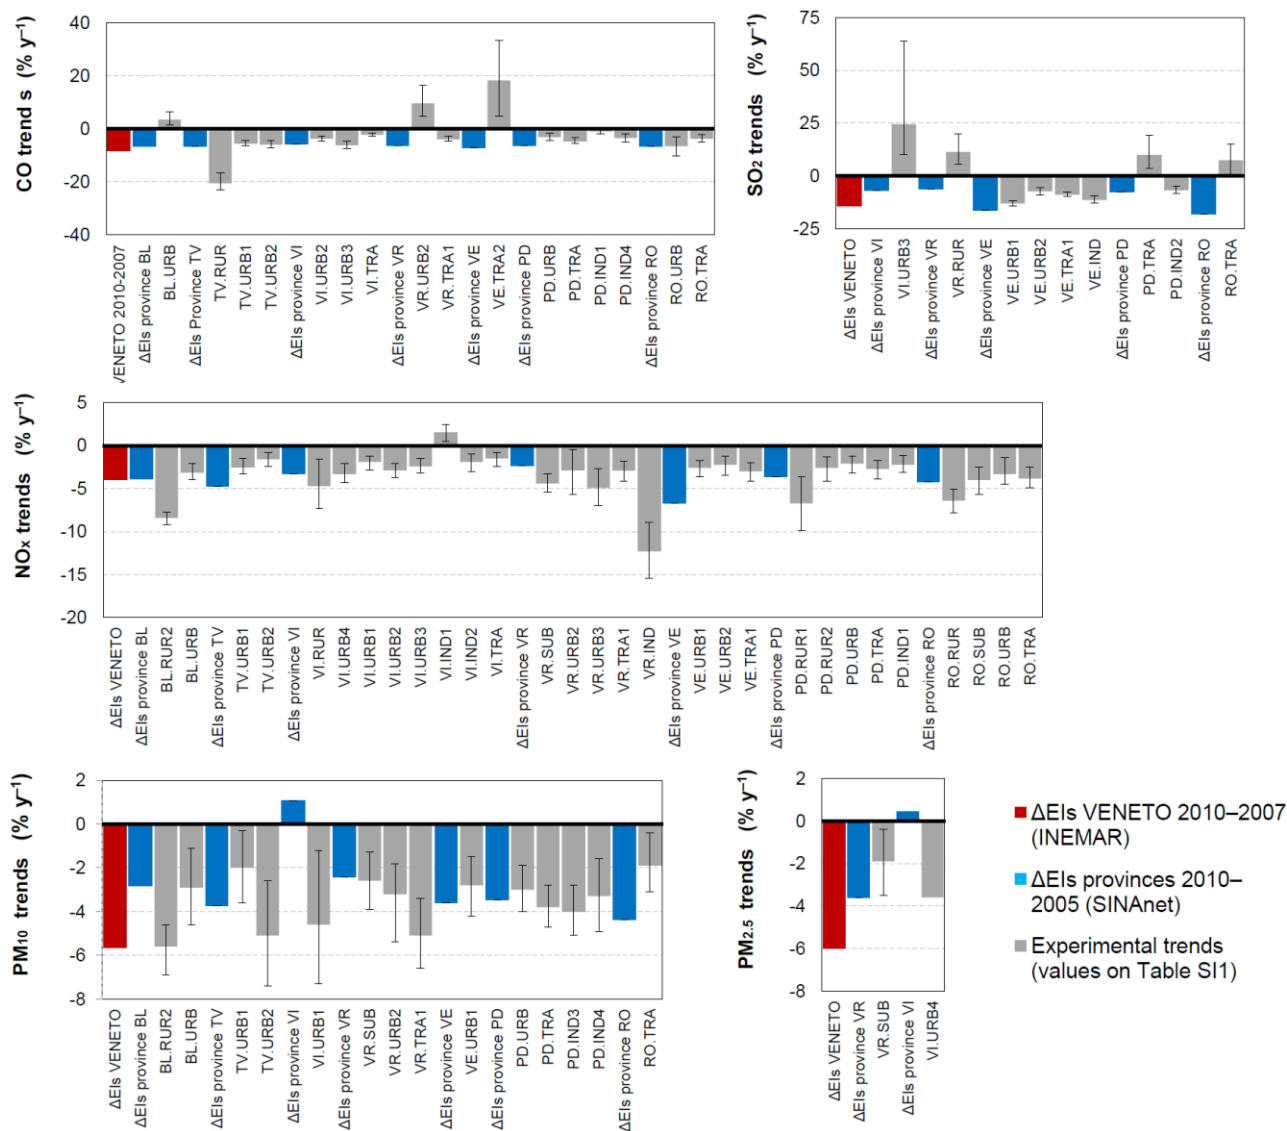 CO trend s (% y⁻¹)
40
20
0
-20
-40
VENETO 2010-2007
ΔEIs province BL
BL.URB
ΔEIs Province TV
TV.RUR
TV.URB1
TV.URB2
ΔEIs province VI
VI.URB2
VI.URB3
VI.TRA
ΔEIs province VR
VR.URB2
VR.TRA1
ΔEIs province VE
VE.TRA2
ΔEIs province PD
PD.URB
PD.TRA
PD.IND1
PD.IND4
ΔEIs province RO
RO.URB
RO.TRA
SO₂ trends (% y⁻¹)
75
50
25
0
-25
ΔEIs VENETO
ΔEIs province VI
VI.URB3
ΔEIs province VR
VR.RUR
ΔEIs province VE
VE.URB1
VE.URB2
VE.TRA1
VE.IND
ΔEIs province PD
PD.TRA
PD.IND2
ΔEIs province RO
RO.TRA
NOₓ trends (% y⁻¹)
5
0
-5
-10
-15
-20
ΔEIs VENETO
ΔEIs province BL
BL.RUR2
BL.URB
ΔEIs province TV
TV.URB1
TV.URB2
ΔEIs province VI
VI.RUR
VI.URB4
VI.URB1
VI.URB2
VI.URB3
VI.IND1
VI.IND2
VI.TRA
ΔEIs province VR
VR.SUB
VR.URB2
VR.URB3
VR.TRA1
VR.IND
ΔEIs province VE
VE.URB1
VE.URB2
VE.TRA1
ΔEIs province PD
PD.RUR1
PD.RUR2
PD.URB
PD.TRA
PD.IND1
ΔEIs province RO
RO.RUR
RO.SUB
RO.URB
RO.TRA
PM₁₀ trends (% y⁻¹)
2
0
-2
-4
-6
-8
ΔEIs VENETO
ΔEIs province BL
BL.RUR2
BL.URB
ΔEIs province TV
TV.URB1
TV.URB2
ΔEIs province VI
VI.URB1
ΔEIs province VR
VR.SUB
VR.URB2
VR.TRA1
ΔEIs province VE
VE.URB1
ΔEIs province PD
PD.URB
PD.TRA
PD.IND3
PD.IND4
ΔEIs province RO
RO.TRA
PM₂.₅ trends (% y⁻¹)
2
0
-2
-4
-6
-8
ΔEIs VENETO
ΔEIs province VR
VR.SUB
ΔEIs province VI
VI.URB4
ΔEIs VENETO 2010–2007
(INEMAR)
ΔEIs provinces 2010–
2005 (SINAnet)
Experimental trends
(values on Table SI1)